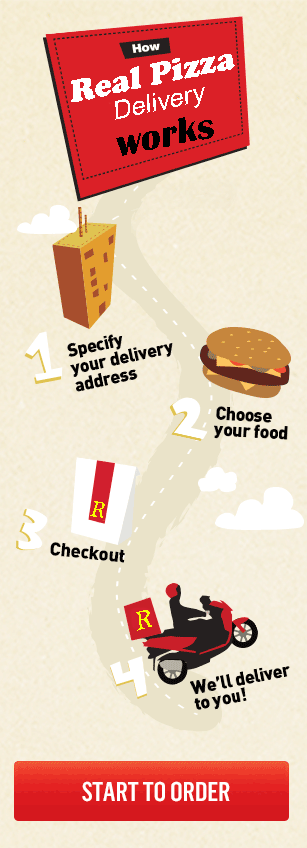 How
Real Pizza
Delivery
works
1
Specify
your delivery
address
2
Choose
your food
R
3
Checkout
R
4
We'll deliver
to you!
START TO ORDER